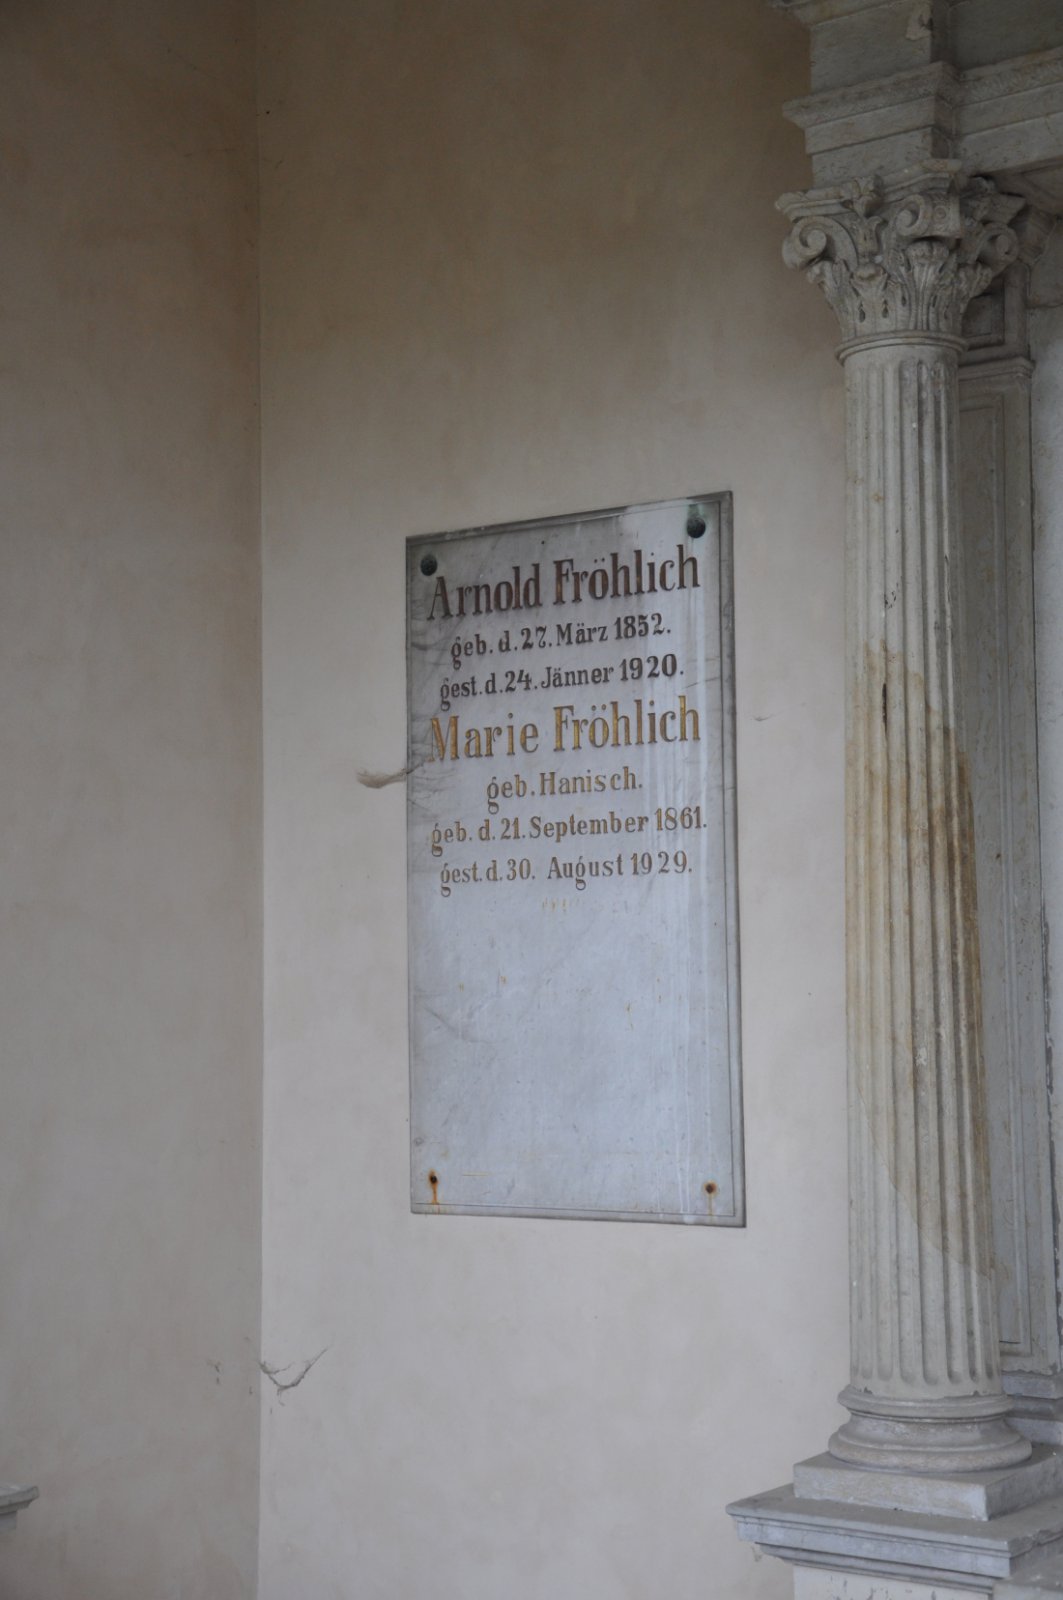 Arnold Fröhlich
geb. d. 27. März 1852.
gest. d. 24. Jänner 1920.
Marie Fröhlich
geb. Hanisch.
geb. d. 21. September 1861.
gest. d. 30. August 1929.